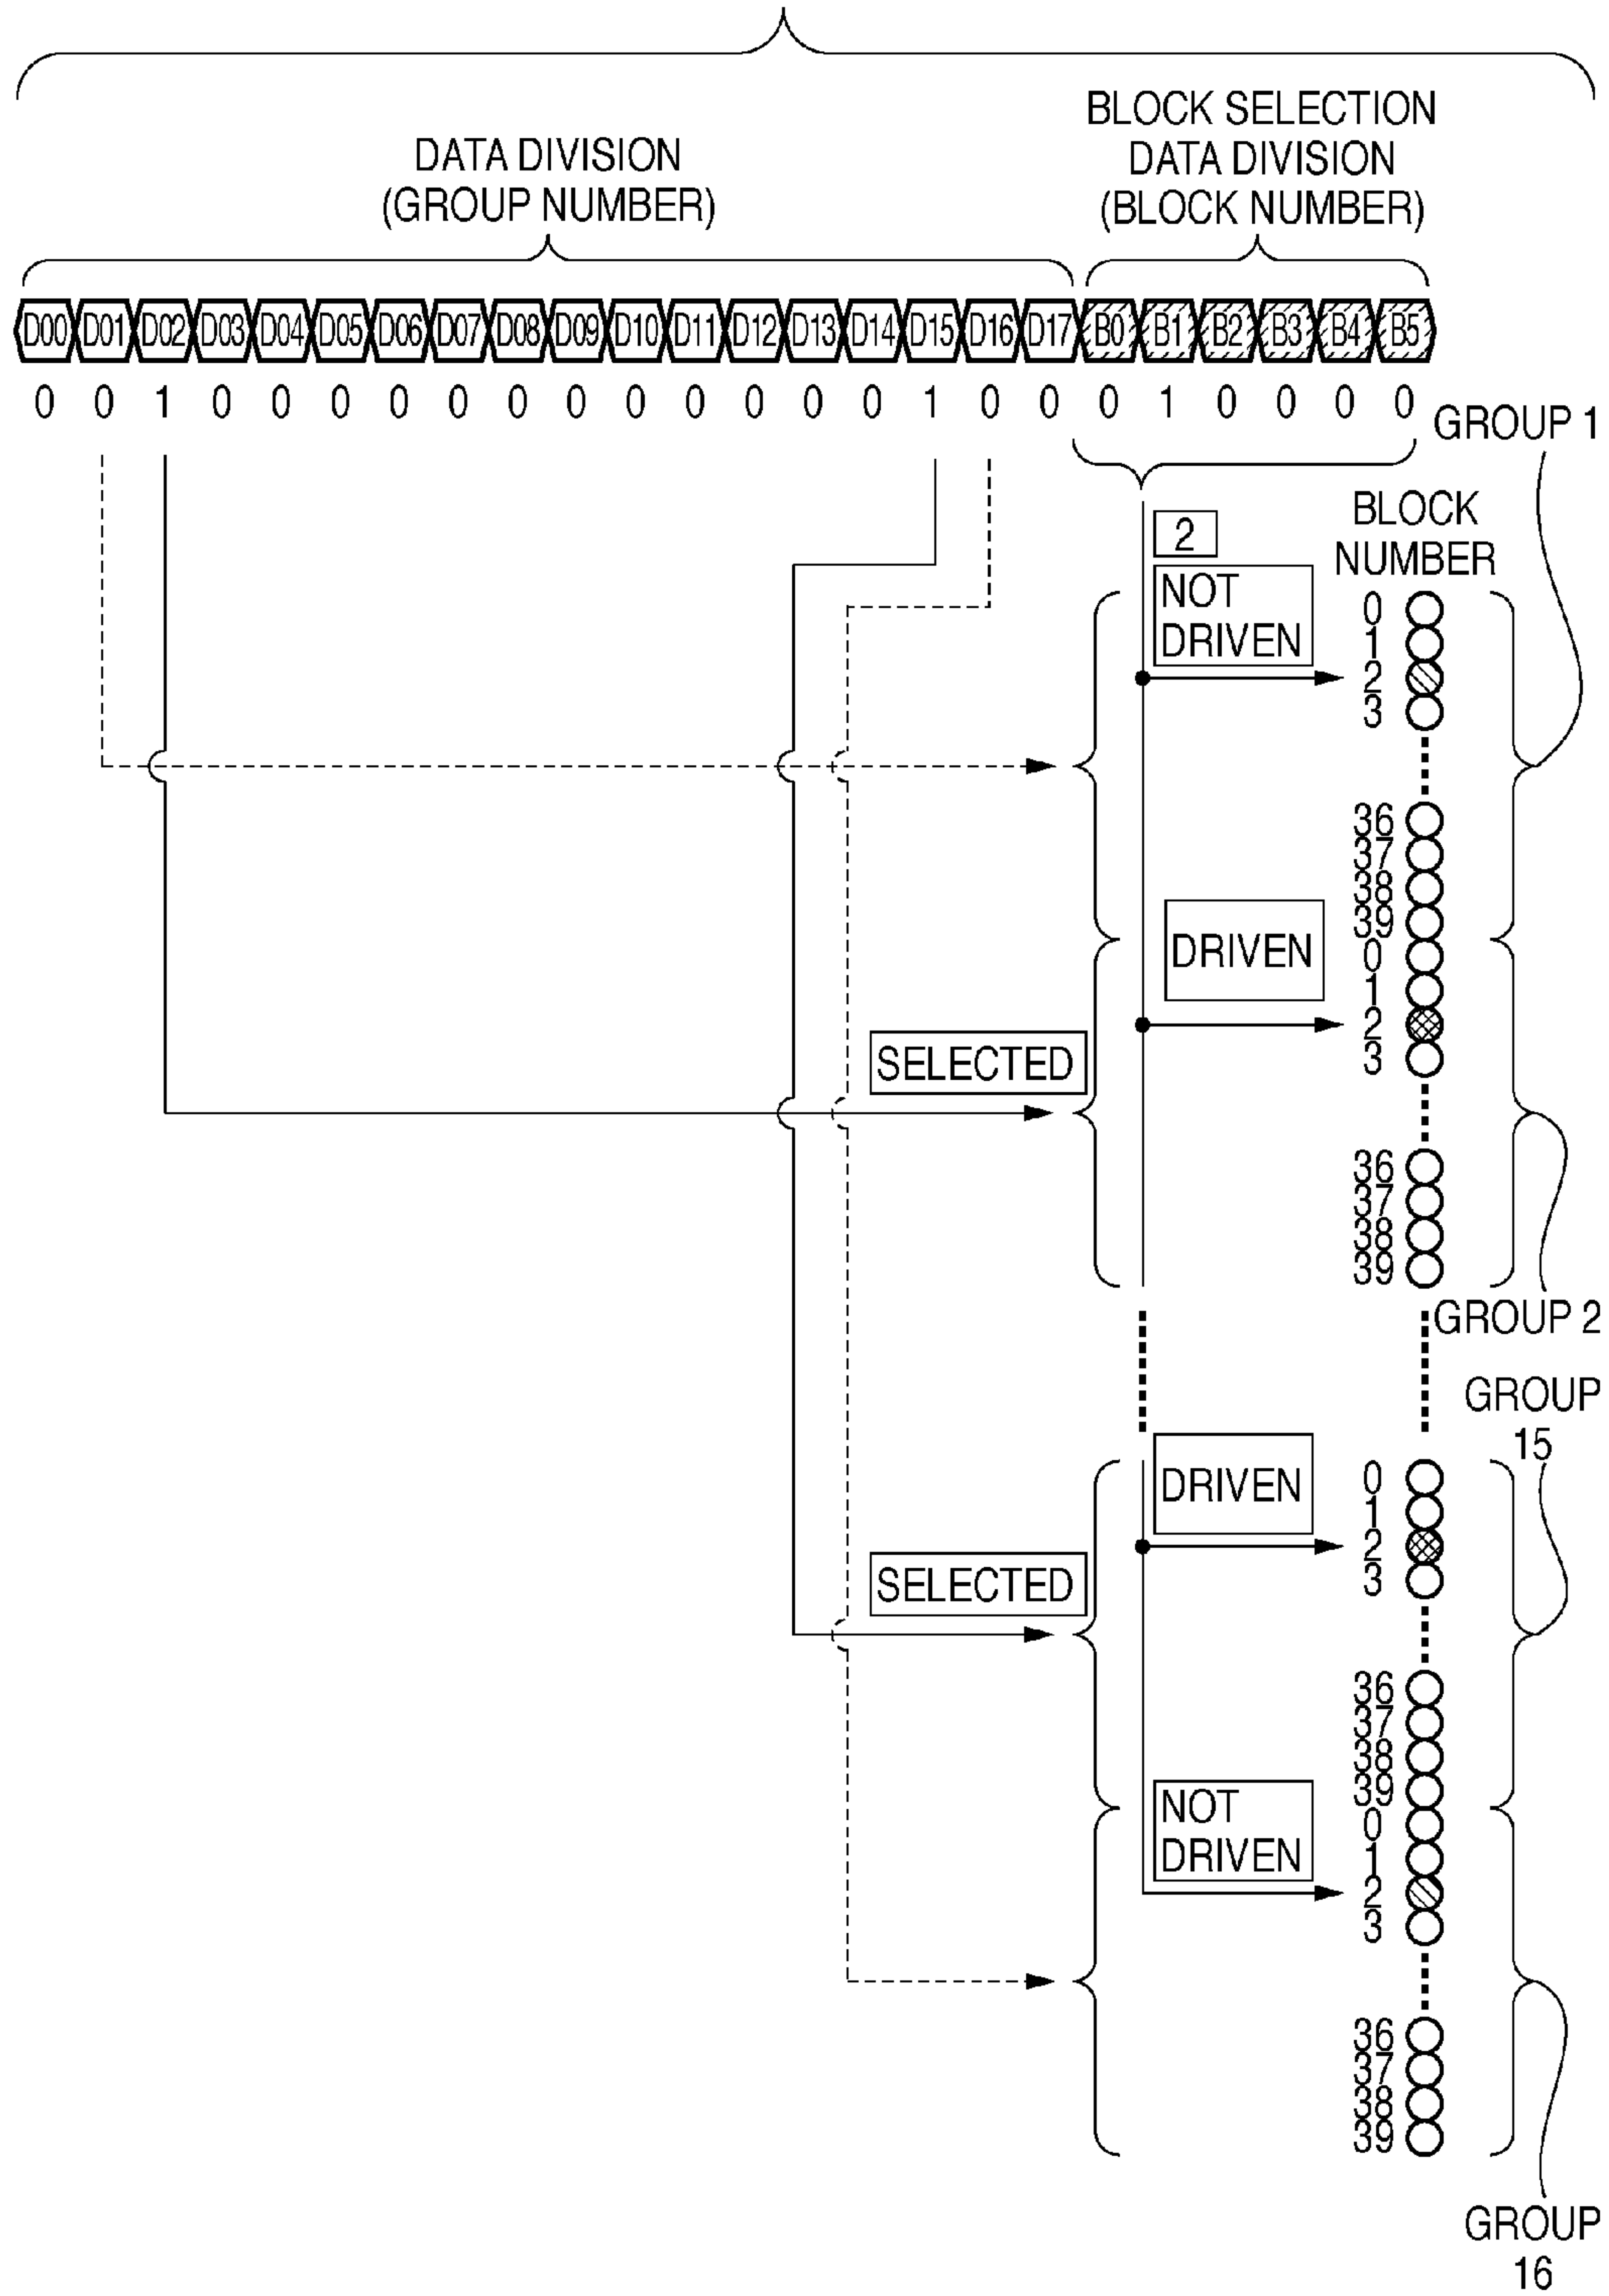 DATA DIVISION
(GROUP NUMBER)
BLOCK SELECTION
DATA DIVISION
(BLOCK NUMBER)
D00 D01 D02 D03 D04 D05 D06 D07 D08 D09 D10 D11 D12 D13 D14 D15 D16 D17 B0 B1 B2 B3 B4 B5
0 0 1 0 0 0 0 0 0 0 0 0 0 0 0 1 0 0 0 1 0 0 0 0
GROUP 1
2
BLOCK
NUMBER
NOT
DRIVEN
0
1
2
3
36
37
38
39
DRIVEN
0
1
2
3
SELECTED
36
37
38
39
GROUP 2
GROUP
15
DRIVEN
0
1
2
3
SELECTED
36
37
38
39
NOT
DRIVEN
0
1
2
3
36
37
38
39
GROUP
16